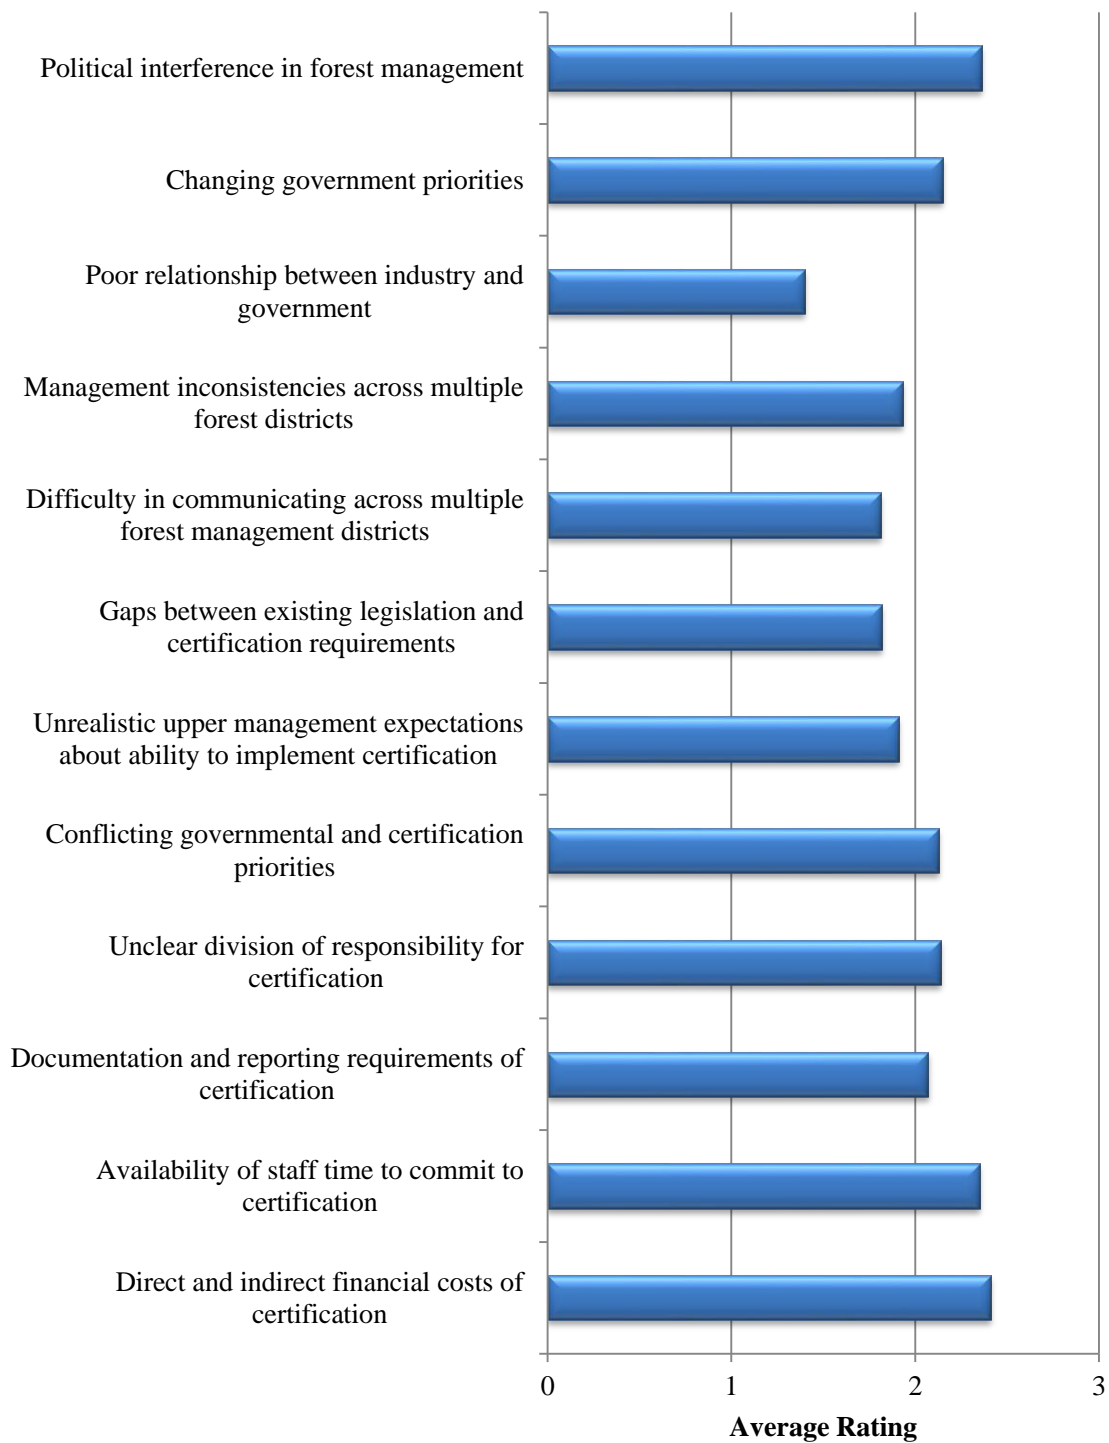 Political interference in forest management
Changing government priorities
Poor relationship between industry and
government
Management inconsistencies across multiple
forest districts
Difficulty in communicating across multiple
forest management districts
Gaps between existing legislation and
certification requirements
Unrealistic upper management expectations
about ability to implement certification
Conflicting governmental and certification
priorities
Unclear division of responsibility for
certification
Documentation and reporting requirements of
certification
Availability of staff time to commit to
certification
Direct and indirect financial costs of
certification
0 1 2 3
Average Rating